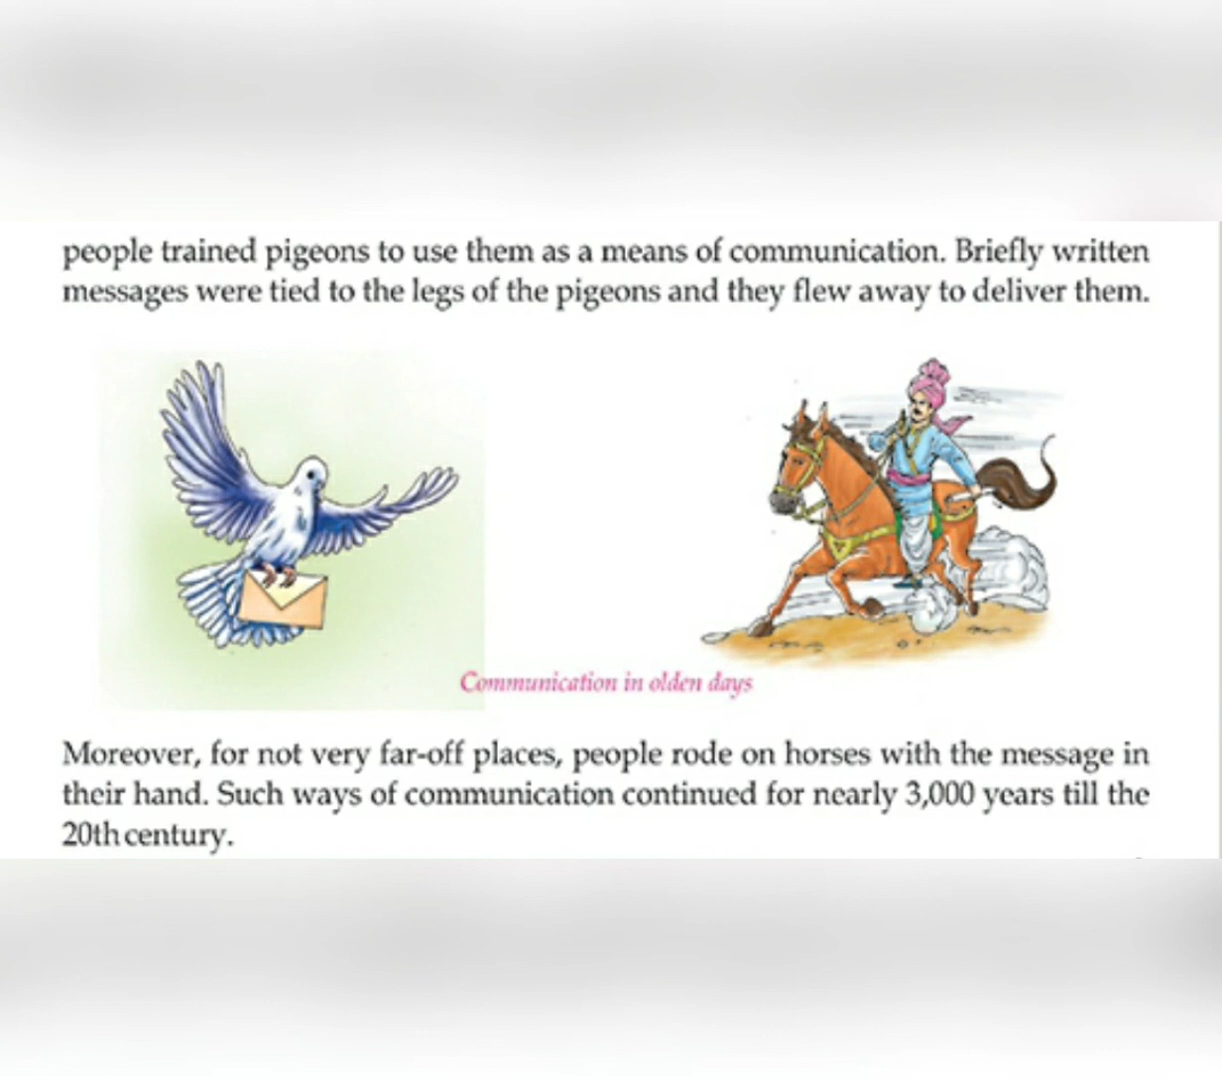 people trained pigeons to use them as a means of communication. Briefly written
messages were tied to the legs of the pigeons and they flew away to deliver them.
Communication in olden days
Moreover, for not very far-off places, people rode on horses with the message in
their hand. Such ways of communication continued for nearly 3,000 years till the
20th century.